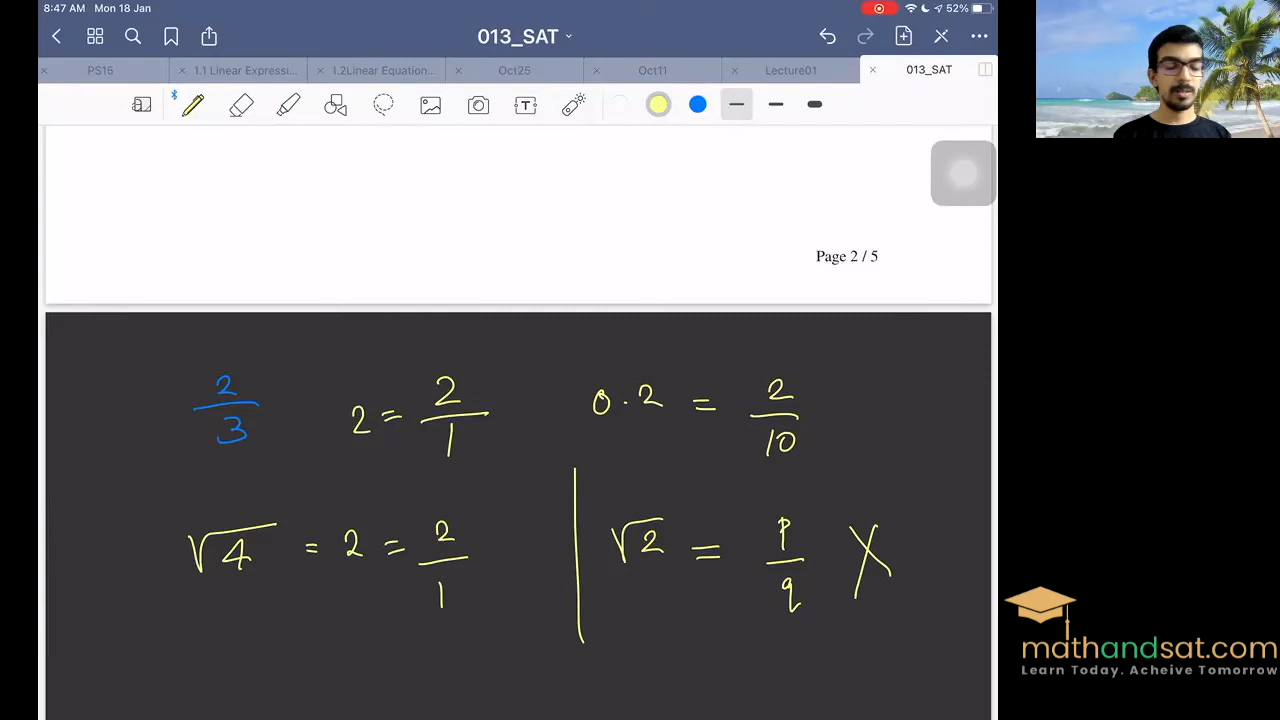 8:47 AM Mon 18 Jan
52%
013_SAT
PS15
1.1 Linear Expressi...
1.2Linear Equation...
Oct25
Oct11
Lecture01
013_SAT
T
Page 2 / 5
2/3 2 = 2/1 0.2 = 2/10
√4 = 2 = 2/1 √2 = p/q X
mathandsat.com
Learn Today. Acheive Tomorrow